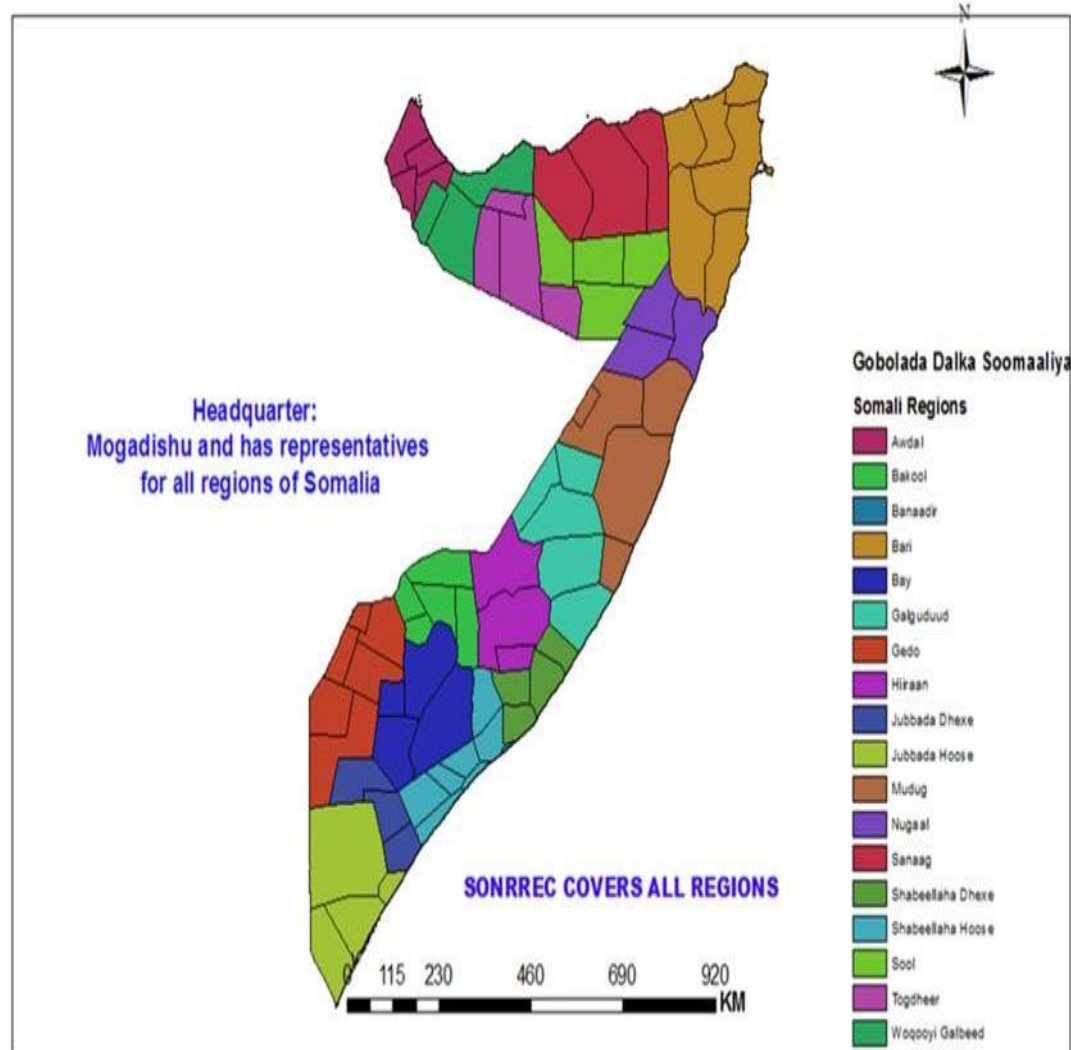 N
Headquarter:
Mogadishu and has representatives
for all regions of Somalia
Gobolada Dalka Soomaaliya
Somali Regions
Awdal
Bakool
Banaadir
Bari
Bay
Galguduud
Gedo
Hiiraan
Jubbada Dhexe
Jubbada Hoose
Mudug
Nugaal
Sanaag
Shabeellaha Dhexe
Shabeellaha Hoose
Sool
Togdheer
Woqooyi Galbeed
SONRREC COVERS ALL REGIONS
0 115 230 460 690 920
KM